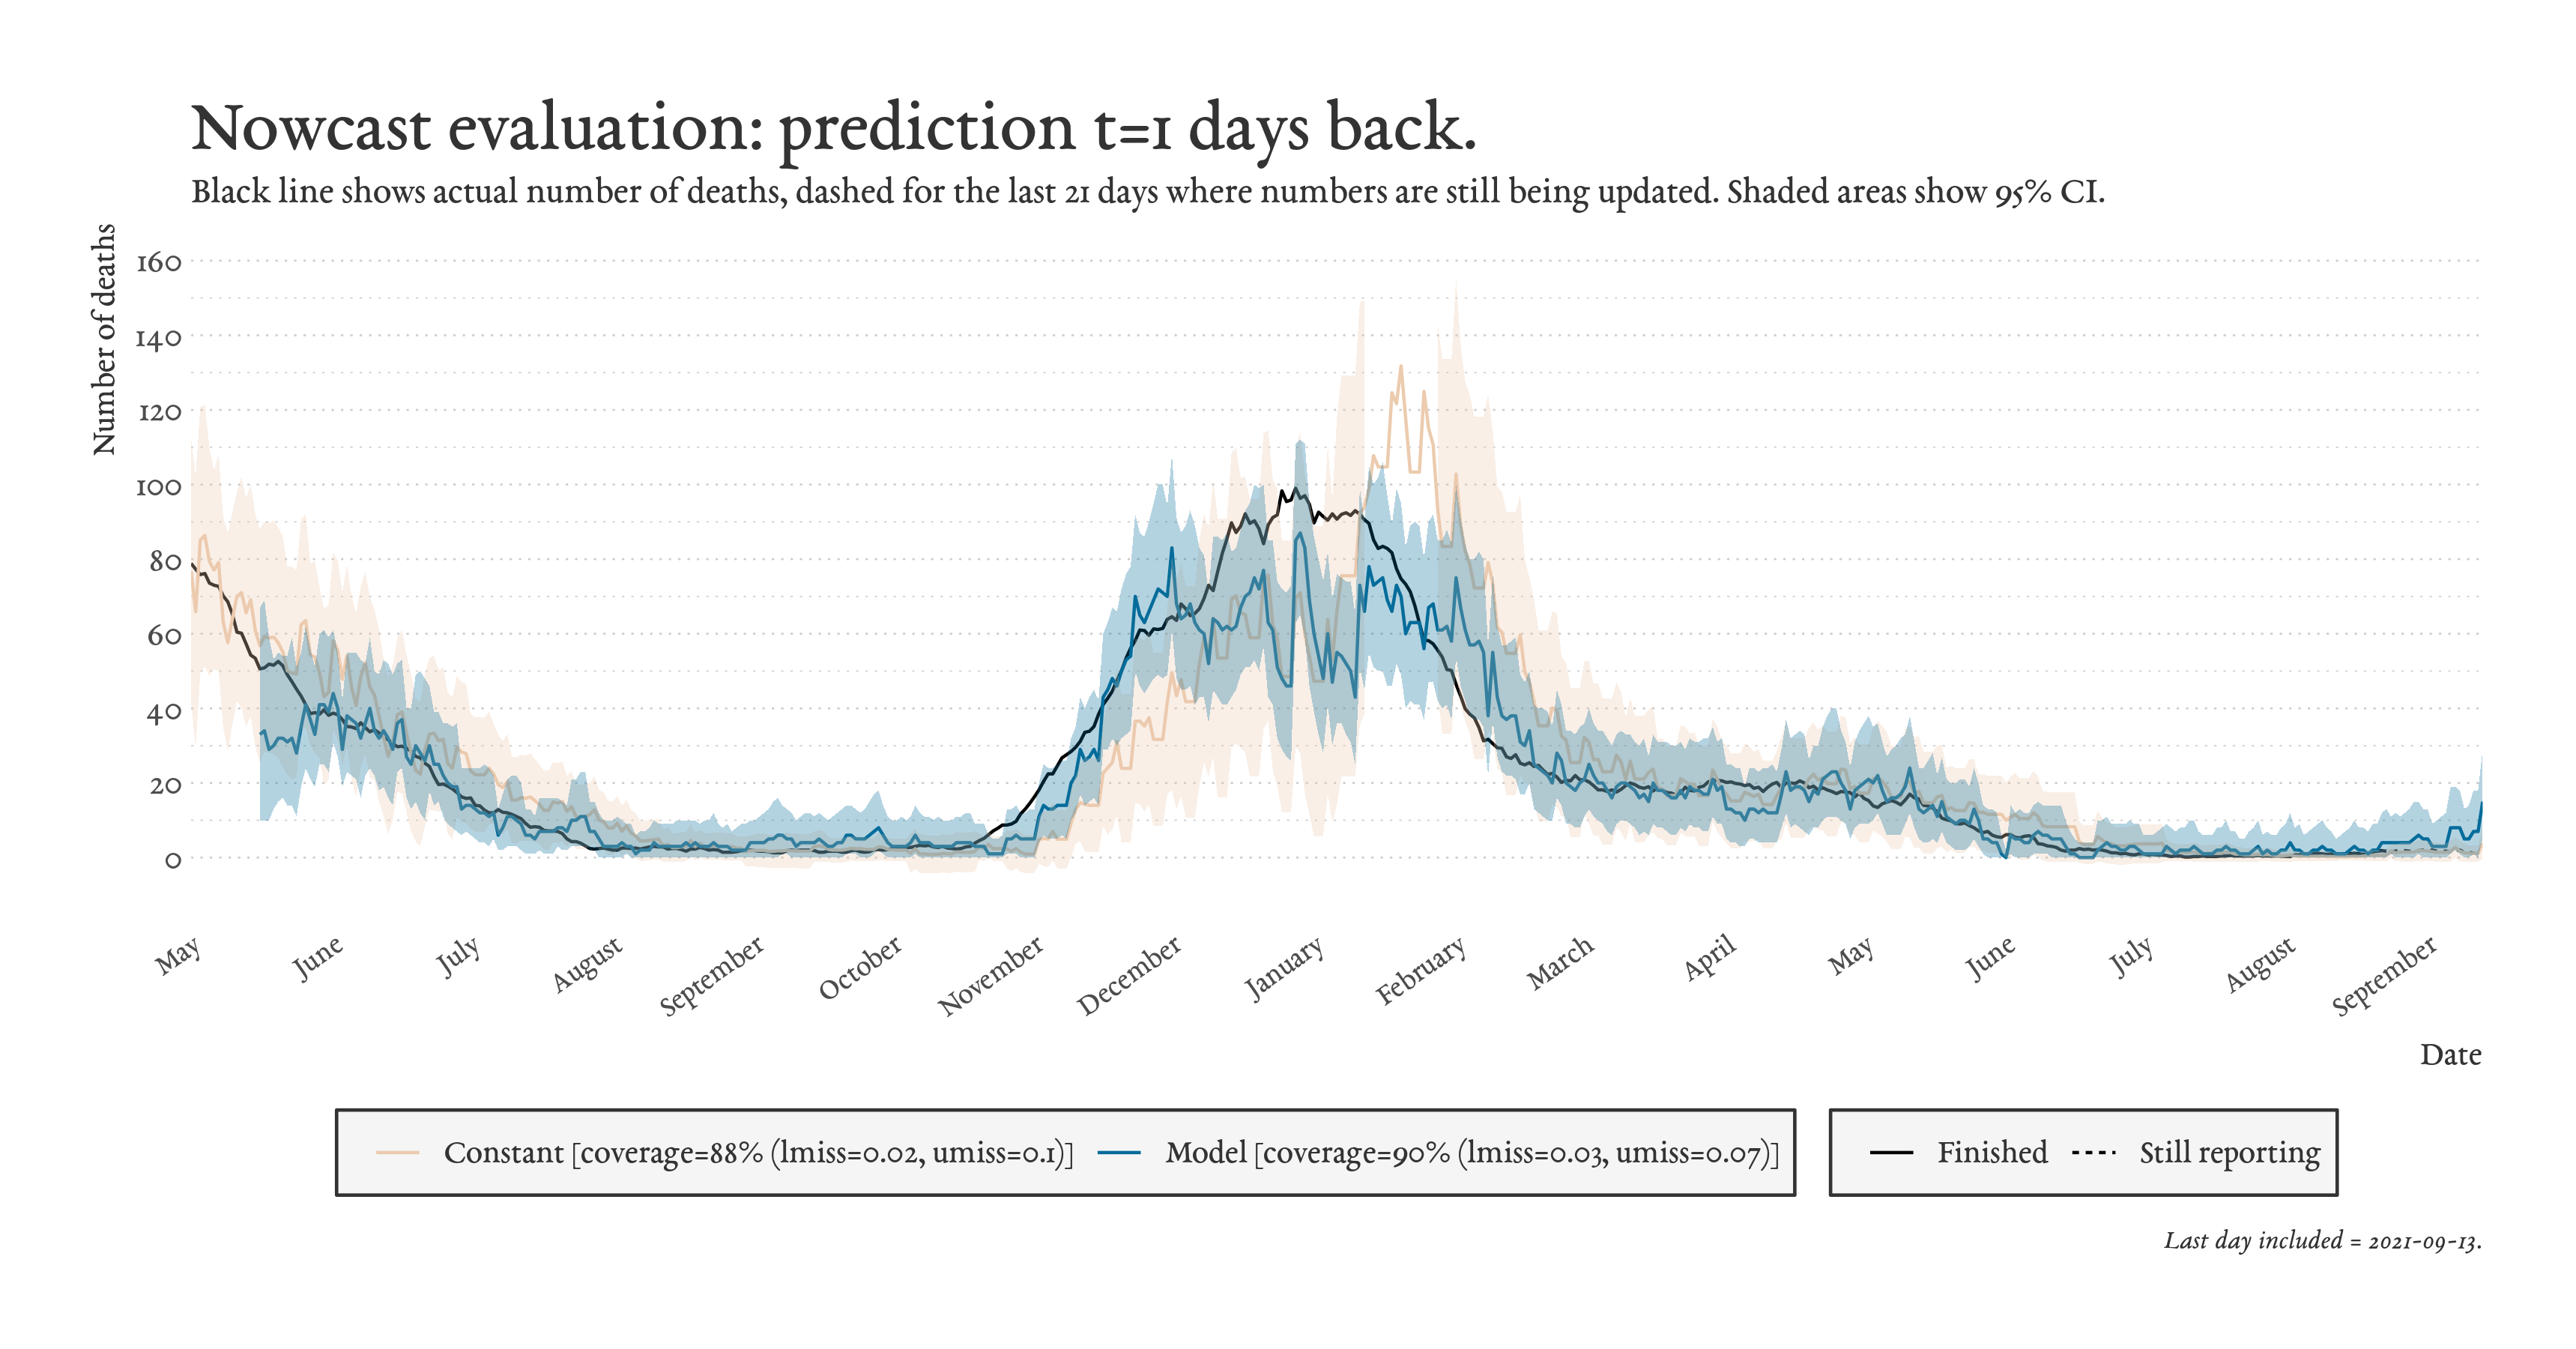 Nowcast evaluation: prediction t=1 days back.
Black line shows actual number of deaths, dashed for the last 21 days where numbers are still being updated. Shaded areas show 95% CI.
Number of deaths
160
140
120
100
80
60
40
20
0
May June July August September October November December January February March April May June July August September
Date
Constant [coverage=88% (lmiss=0.02, umiss=0.1)] Model [coverage=90% (lmiss=0.03, umiss=0.07)] Finished Still reporting
Last day included = 2021-09-13.